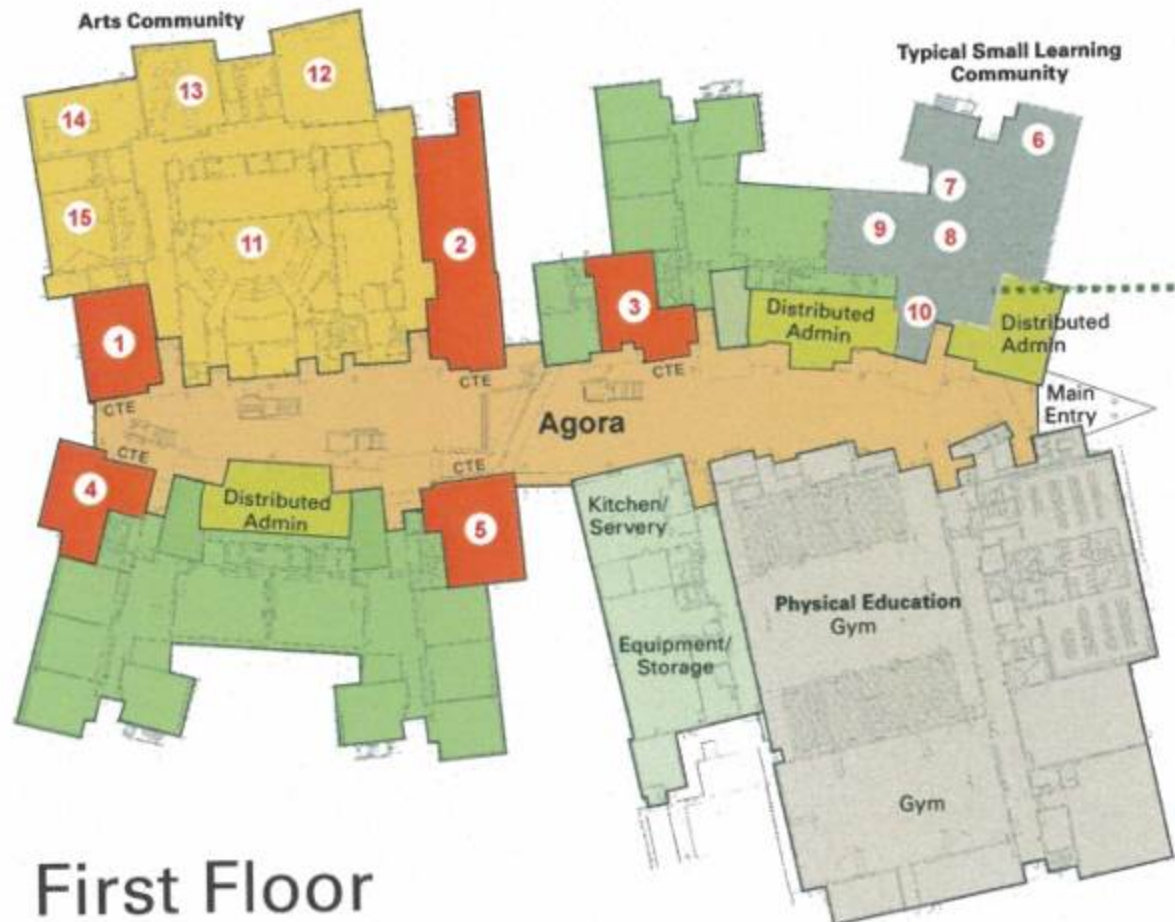 Arts Community
Typical Small Learning
Community
12
13
14
6
7
15
11
2
9
8
3
10
1
Distributed
Admin
Distributed
Admin
CTE
CTE
CTE
Main
Entry
Agora
CTE
CTE
4
Distributed
Admin
5
Kitchen/
Servery
Physical Education
Gym
Equipment/
Storage
Gym
First Floor